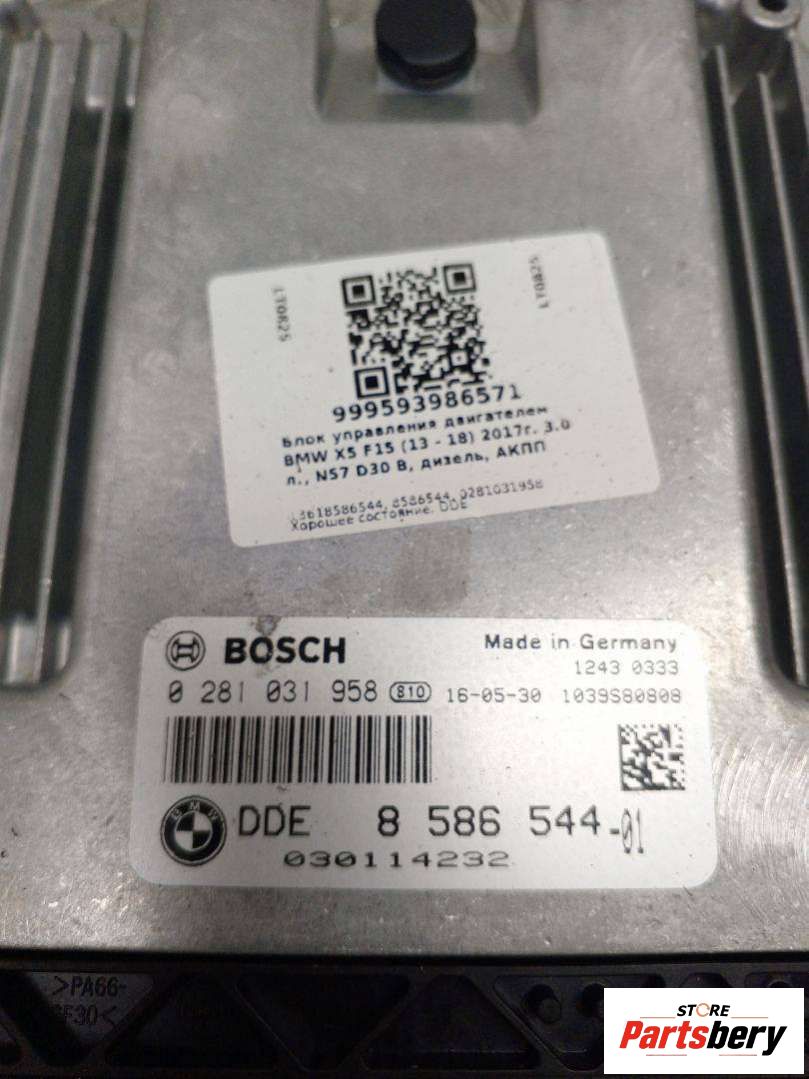 LT0825
LT0825
999593986571
Блок управления двигателем
BMW X5 F15 (13 - 18) 2017г. 3.0
л., N57 D30 B, дизель, АКПП
13618586544, 8586544, 0281031958
Хорошее состояние. DDE
BOSCH
Made in Germany
1243 0333
0 281 031 958 810 16-05-30 1039S80808
BMW
DDE 8 586 544-01
030114232
>PA66-
GF30<
STORE
Partsbery